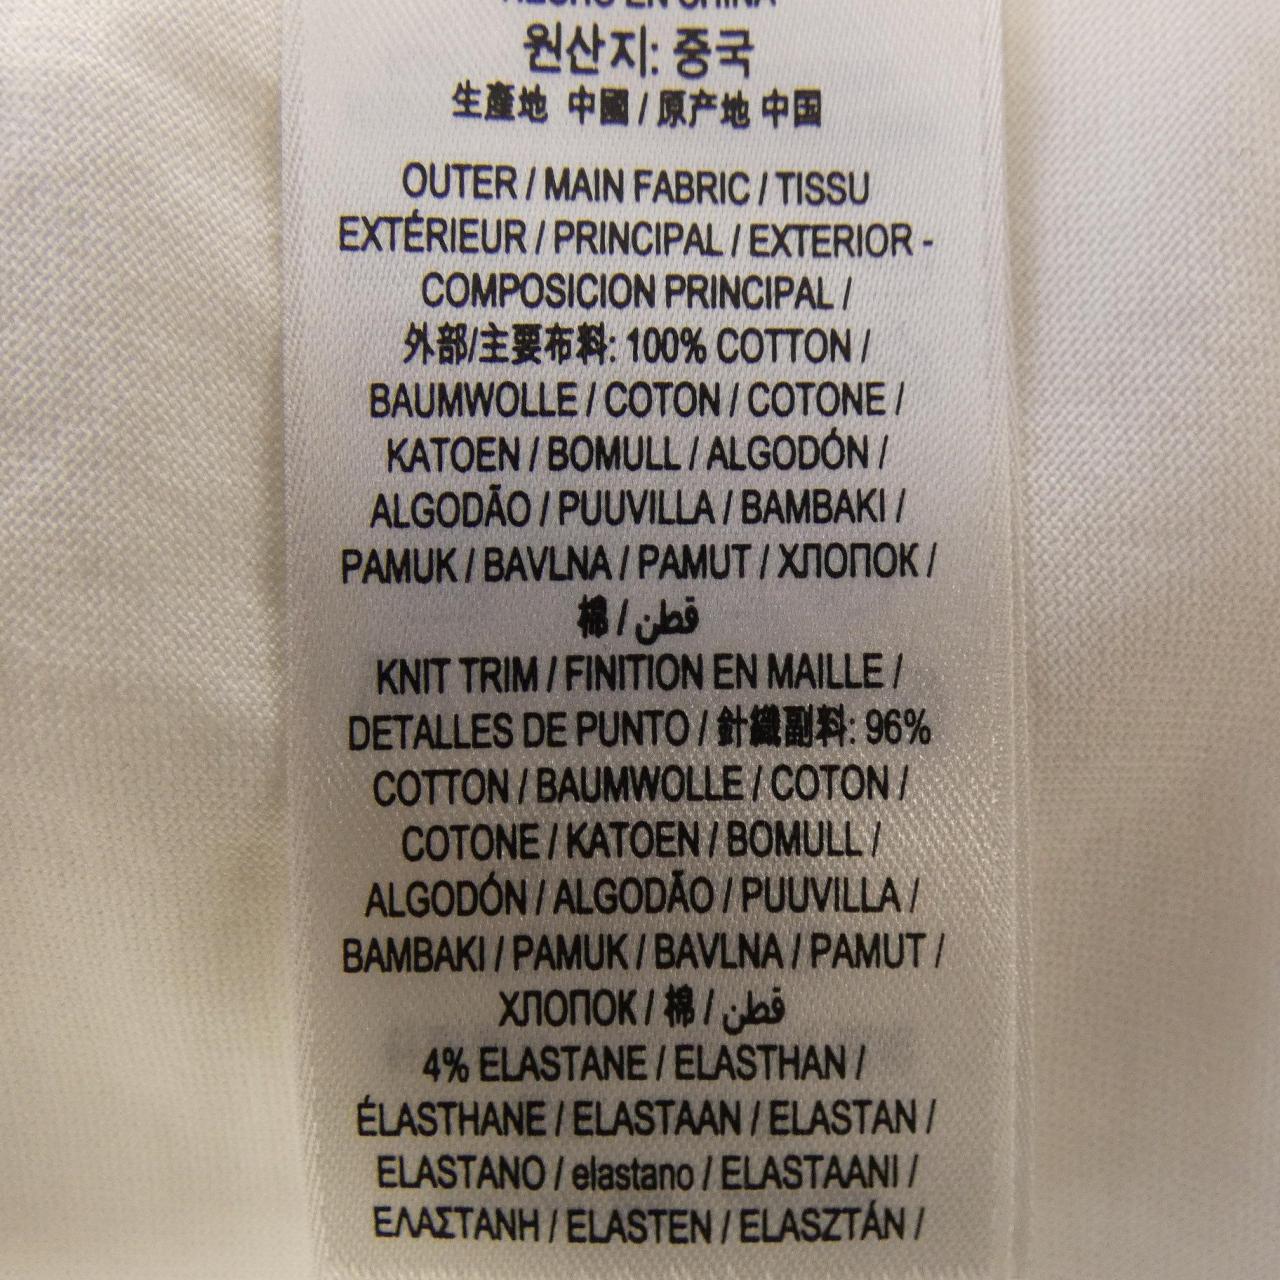 HECHO EN CHINA
원산지: 중국
生產地 中國 / 原产地 中国
OUTER / MAIN FABRIC / TISSU
EXTÉRIEUR / PRINCIPAL / EXTERIOR -
COMPOSICION PRINCIPAL /
外部/主要布料: 100% COTTON /
BAUMWOLLE / COTON / COTONE /
KATOEN / BOMULL / ALGODÓN /
ALGODÃO / PUUVILLA / BAMBAKI /
PAMUK / BAVLNA / PAMUT / ХЛОПОК /
棉 / قطن
KNIT TRIM / FINITION EN MAILLE /
DETALLES DE PUNTO / 針織副料: 96%
COTTON / BAUMWOLLE / COTON /
COTONE / KATOEN / BOMULL /
ALGODÓN / ALGODÃO / PUUVILLA /
BAMBAKI / PAMUK / BAVLNA / PAMUT /
ХЛОПОК / 棉 / قطن
4% ELASTANE / ELASTHAN /
ÉLASTHANE / ELASTAAN / ELASTAN /
ELASTANO / elastano / ELASTAANI /
ΕΛΑΣΤΑΝΗ / ELASTEN / ELASZTÁN /